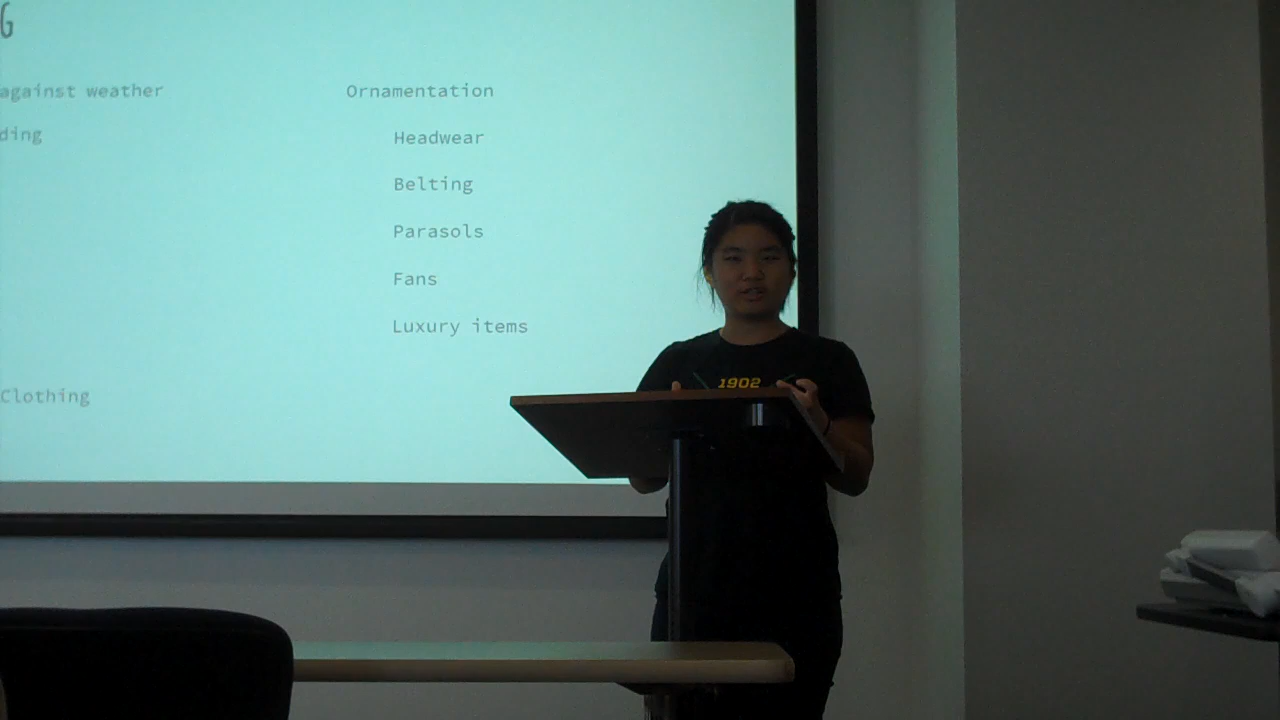 G
against weather
ding
Clothing
Ornamentation
Headwear
Belting
Parasols
Fans
Luxury items
1902